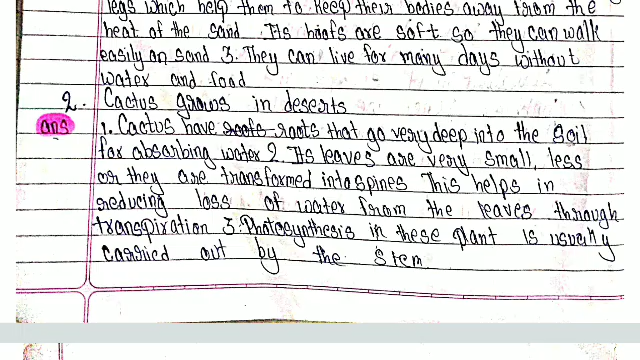 legs which help them to keep their bodies away from the
heat of the sand. Its hoofs are soft so they can walk
easily on sand 3. They can live for many days without
water and food
2. Cactus grows in deserts
ans 1. Cactus have roots that go very deep into the soil
for absorbing water 2. Its leaves are very small, less
or they are transformed into spines This helps in
reducing loss of water from the leaves through
transpiration 3. Photosynthesis in these plant is usually
carried out by the stem